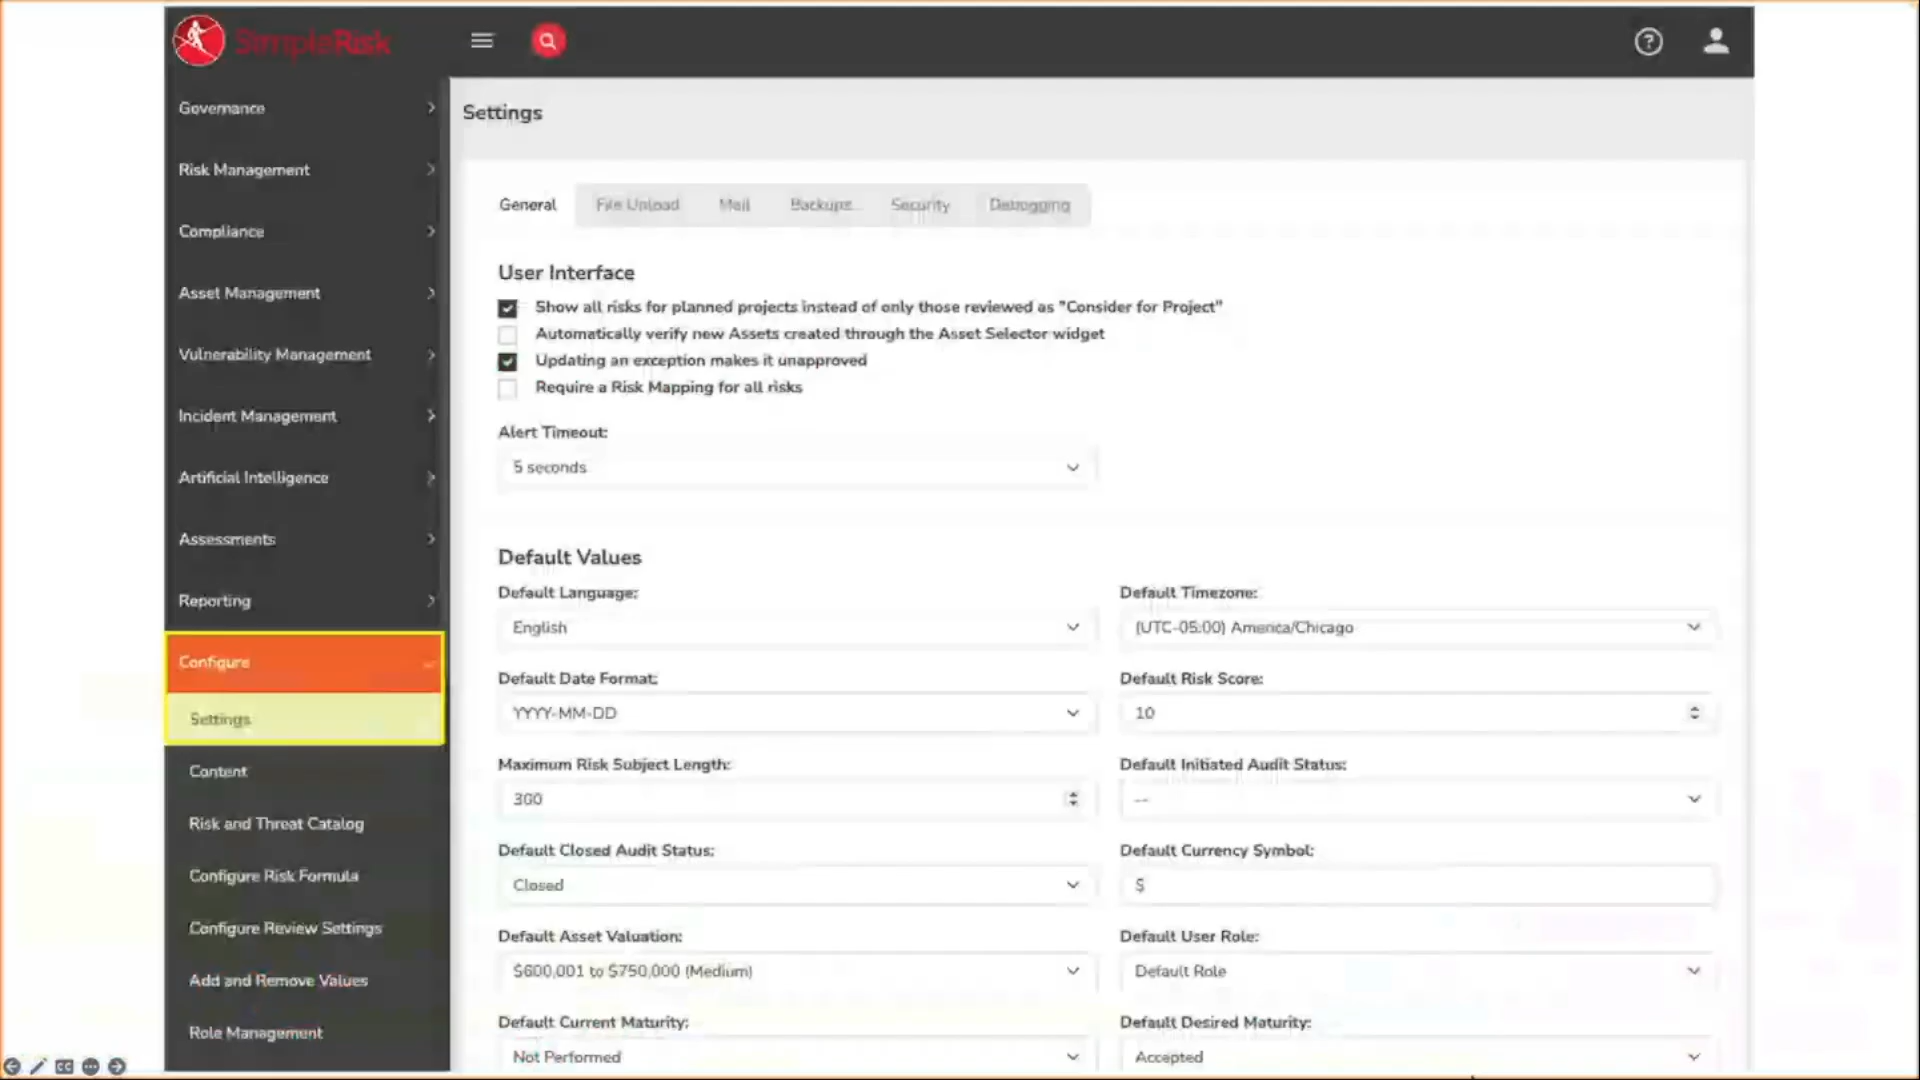 SimpleRisk
Governance
Risk Management
Compliance
Asset Management
Vulnerability Management
Incident Management
Artificial Intelligence
Assessments
Reporting
Configure
Settings
Content
Risk and Threat Catalog
Configure Risk Formula
Configure Review Settings
Add and Remove Values
Role Management
Settings
General File Upload Mail Backups Security Debugging
User Interface
Show all risks for planned projects instead of only those reviewed as "Consider for Project"
Automatically verify new Assets created through the Asset Selector widget
Updating an exception makes it unapproved
Require a Risk Mapping for all risks
Alert Timeout:
5 seconds
Default Values
Default Language: Default Timezone:
English (UTC-05:00) America/Chicago
Default Date Format: Default Risk Score:
YYYY-MM-DD 10
Maximum Risk Subject Length: Default Initiated Audit Status:
300 --
Default Closed Audit Status: Default Currency Symbol:
Closed $
Default Asset Valuation: Default User Role:
$600,001 to $750,000 (Medium) Default Role
Default Current Maturity: Default Desired Maturity:
Not Performed Accepted
CC